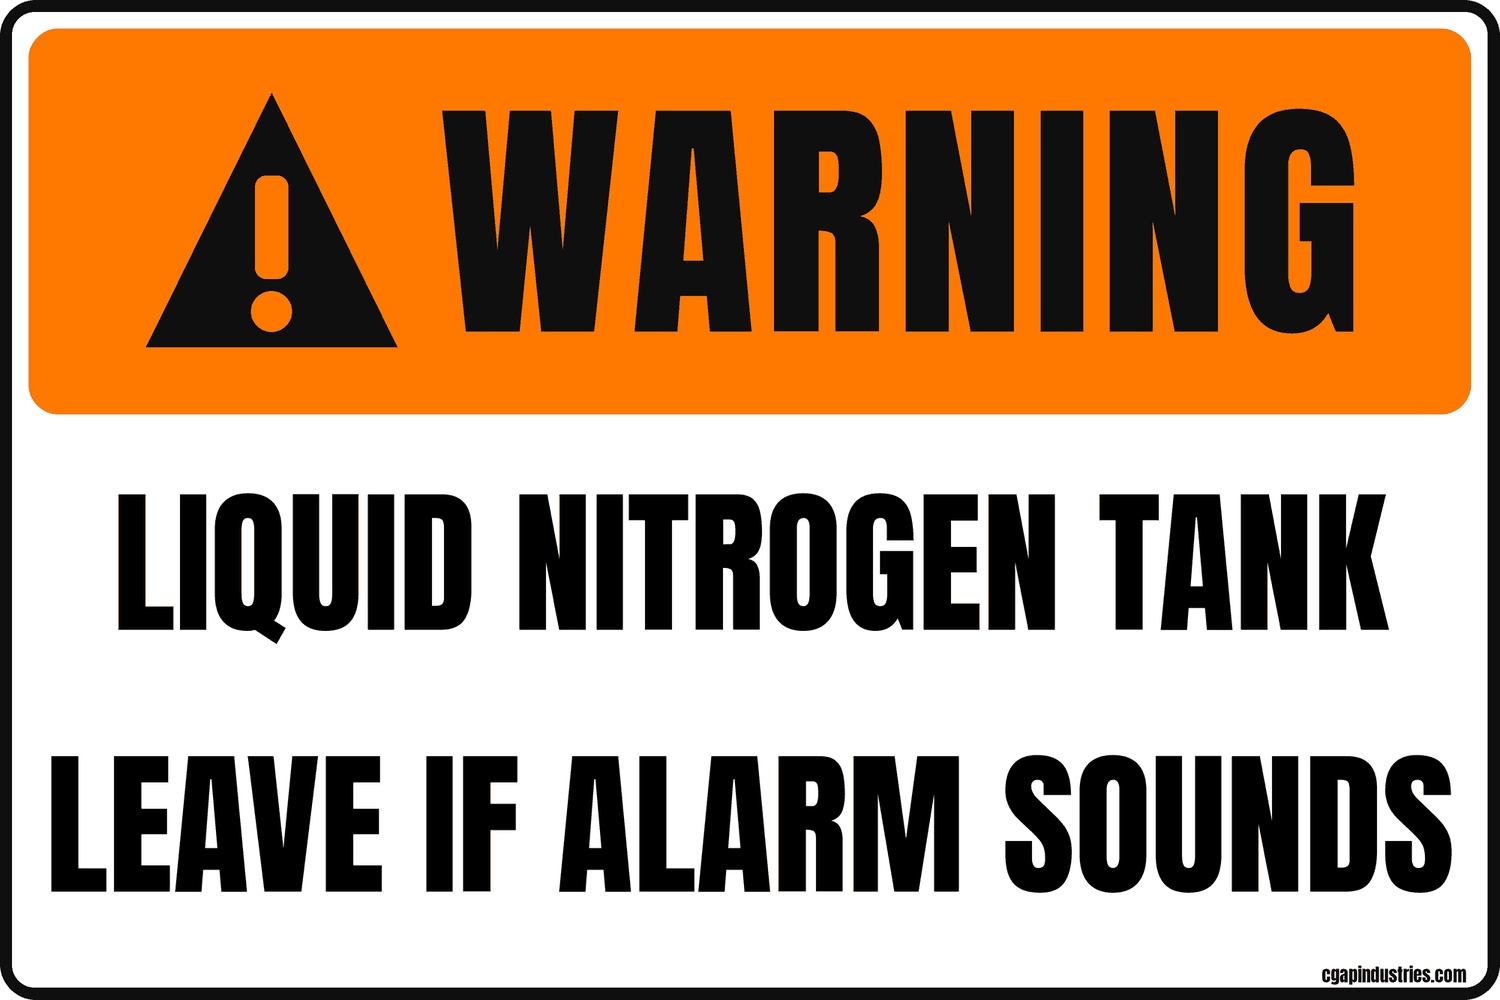 WARNING
LIQUID NITROGEN TANK
LEAVE IF ALARM SOUNDS
cgapindustries.com